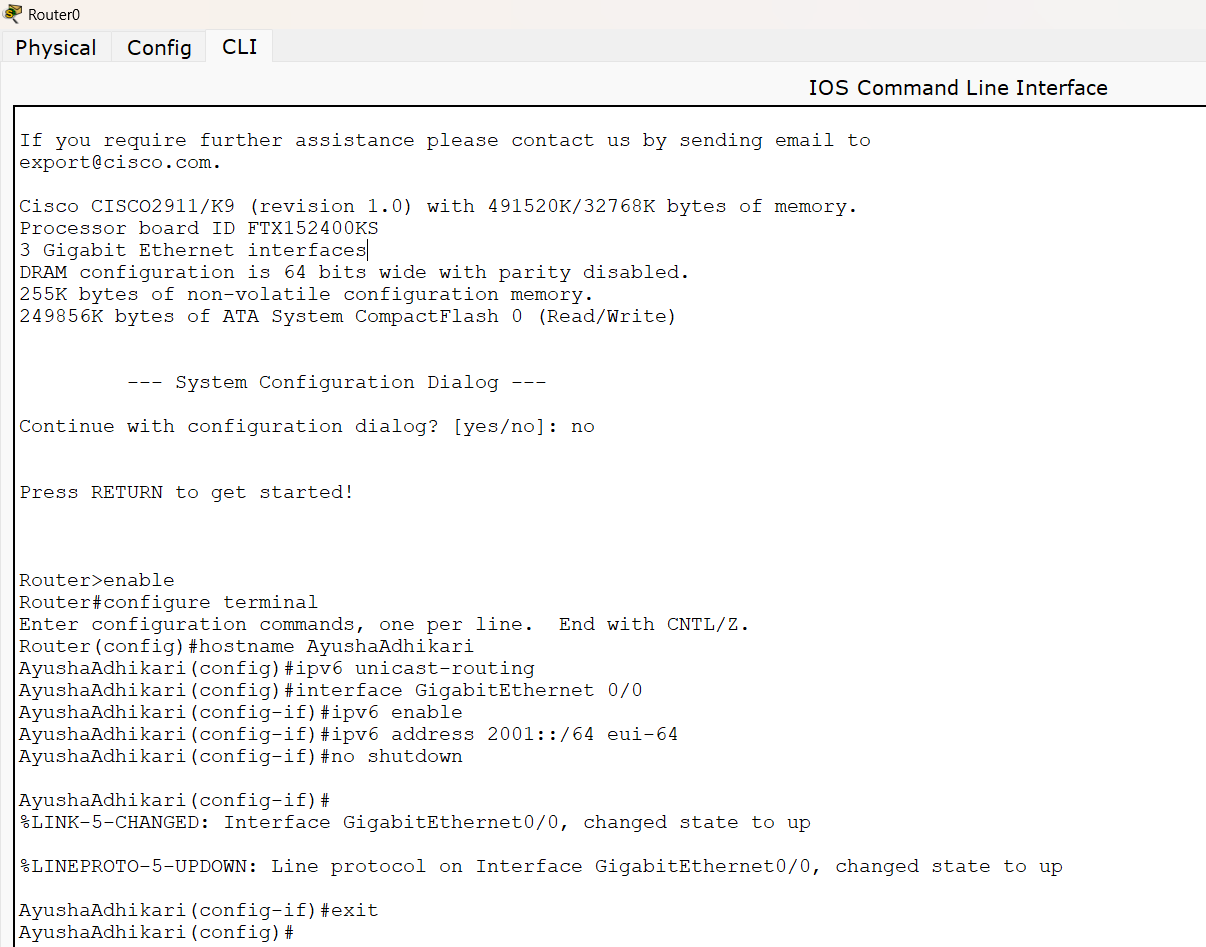 Router0
Physical Config CLI
IOS Command Line Interface
If you require further assistance please contact us by sending email to
export@cisco.com.
Cisco CISCO2911/K9 (revision 1.0) with 491520K/32768K bytes of memory.
Processor board ID FTX152400KS
3 Gigabit Ethernet interfaces
DRAM configuration is 64 bits wide with parity disabled.
255K bytes of non-volatile configuration memory.
249856K bytes of ATA System CompactFlash 0 (Read/Write)
--- System Configuration Dialog ---
Continue with configuration dialog? [yes/no]: no
Press RETURN to get started!
Router>enable
Router#configure terminal
Enter configuration commands, one per line.  End with CNTL/Z.
Router(config)#hostname AyushaAdhikari
AyushaAdhikari(config)#ipv6 unicast-routing
AyushaAdhikari(config)#interface GigabitEthernet 0/0
AyushaAdhikari(config-if)#ipv6 enable
AyushaAdhikari(config-if)#ipv6 address 2001::/64 eui-64
AyushaAdhikari(config-if)#no shutdown
AyushaAdhikari(config-if)#
%LINK-5-CHANGED: Interface GigabitEthernet0/0, changed state to up
%LINEPROTO-5-UPDOWN: Line protocol on Interface GigabitEthernet0/0, changed state to up
AyushaAdhikari(config-if)#exit
AyushaAdhikari(config)#